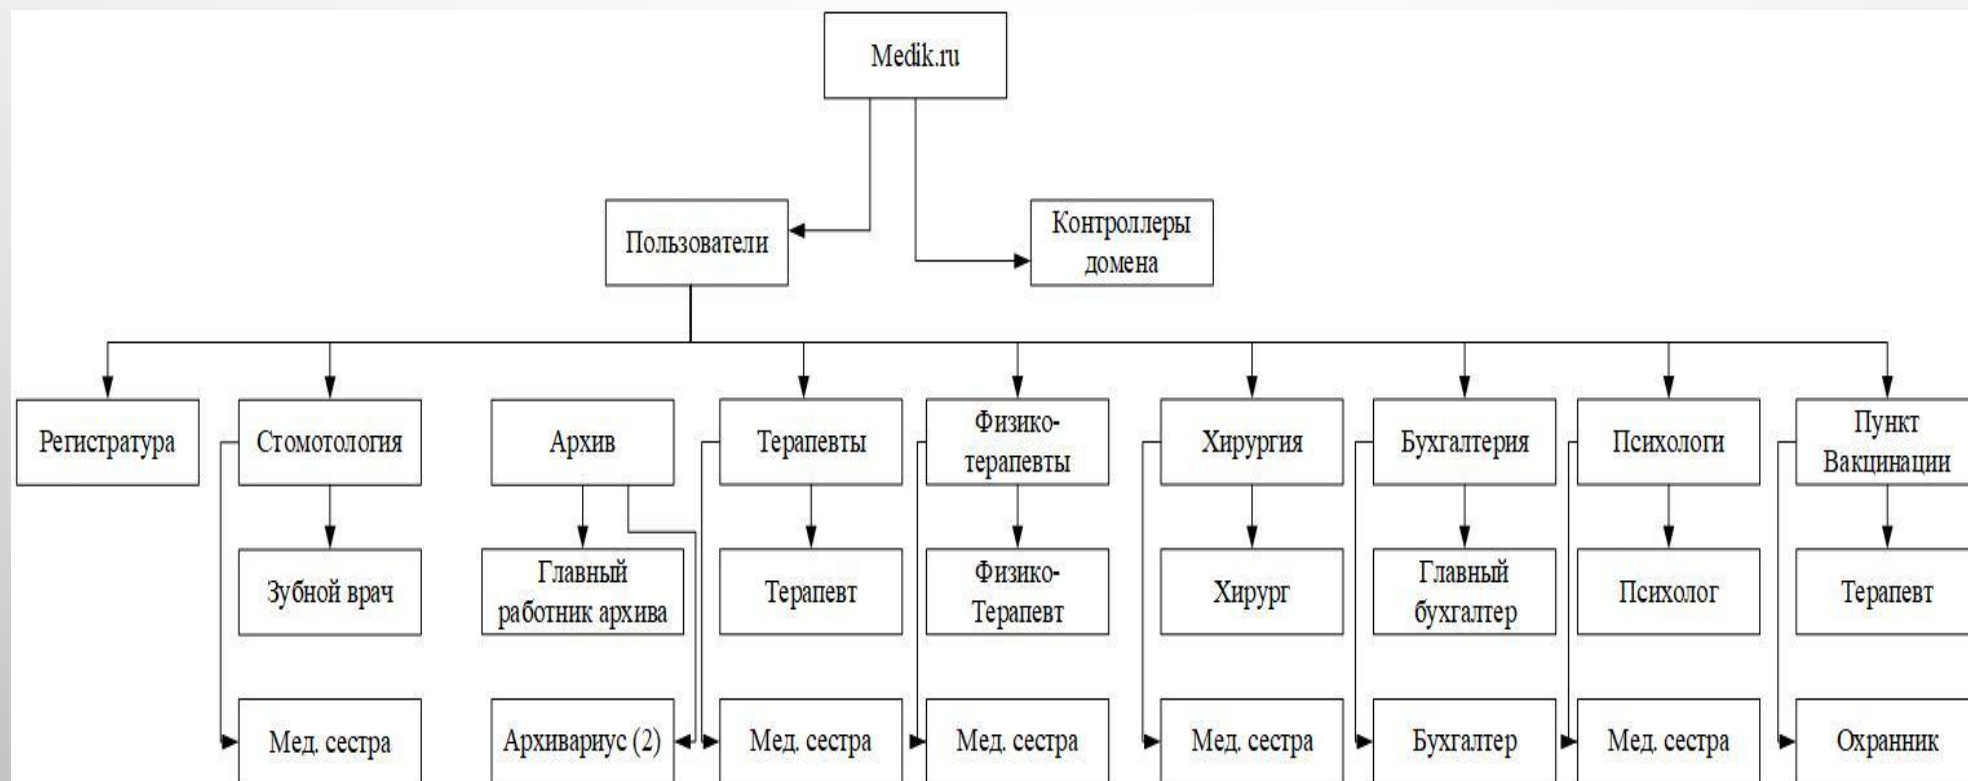 Medik.ru
Пользователи
Контроллеры
домена
Регистратура
Стомотология
Архив
Терапевты
Физико-
терапевты
Хирургия
Бухгалтерия
Психологи
Пункт
Вакцинации
Зубной врач
Главный
работник архива
Терапевт
Физико-
Терапевт
Хирург
Главный
бухгалтер
Психолог
Терапевт
Мед. сестра
Архивариус (2)
Мед. сестра
Мед. сестра
Мед. сестра
Бухгалтер
Мед. сестра
Охранник